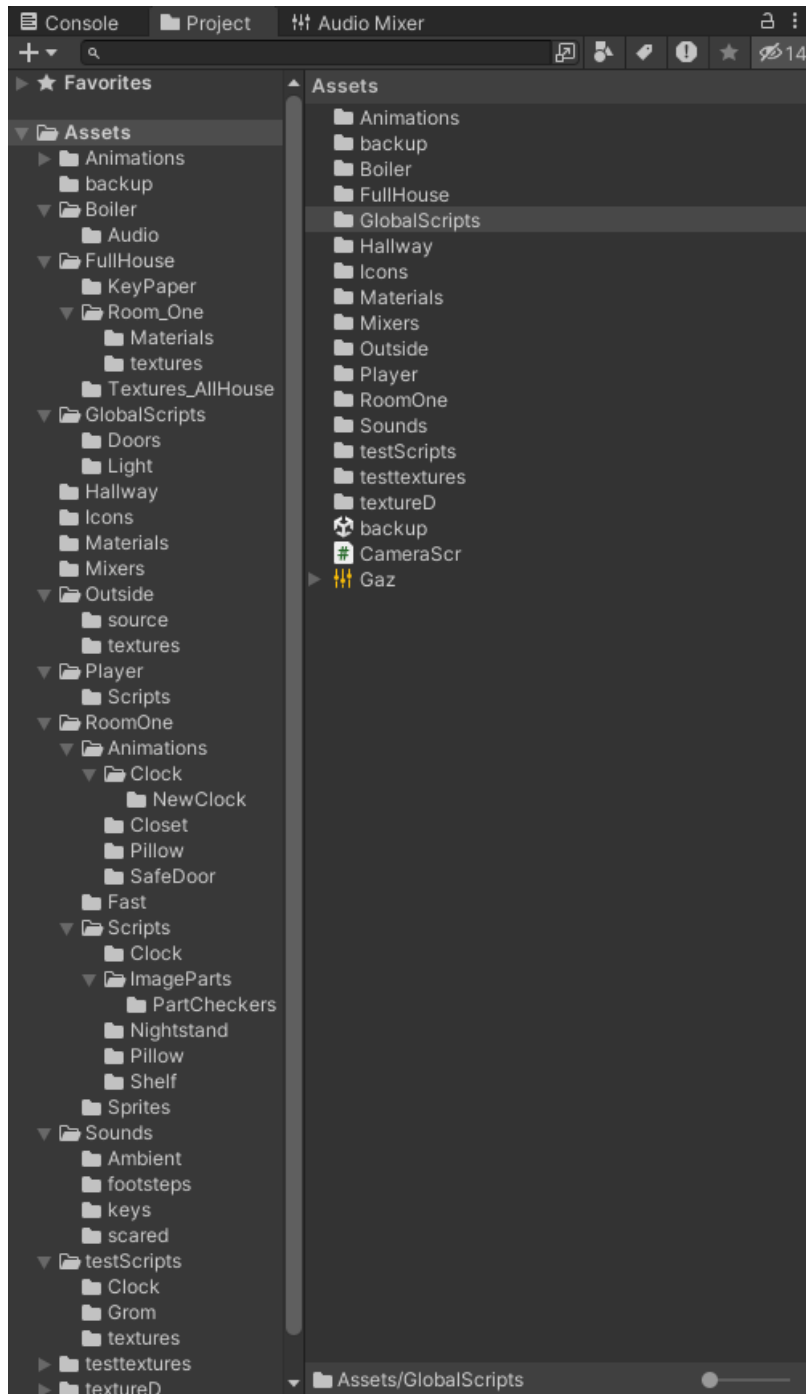 Console Project Audio Mixer
14
Favorites
Assets
Animations
backup
Boiler
Audio
FullHouse
KeyPaper
Room_One
Materials
textures
Textures_AllHouse
GlobalScripts
Doors
Light
Hallway
Icons
Materials
Mixers
Outside
source
textures
Player
Scripts
RoomOne
Animations
Clock
NewClock
Closet
Pillow
SafeDoor
Fast
Scripts
Clock
ImageParts
PartCheckers
Nightstand
Pillow
Shelf
Sprites
Sounds
Ambient
footsteps
keys
scared
testScripts
Clock
Grom
textures
testtextures
textureD
Assets
Animations
backup
Boiler
FullHouse
GlobalScripts
Hallway
Icons
Materials
Mixers
Outside
Player
RoomOne
Sounds
testScripts
testtextures
textureD
backup
# CameraScr
Gaz
Assets/GlobalScripts